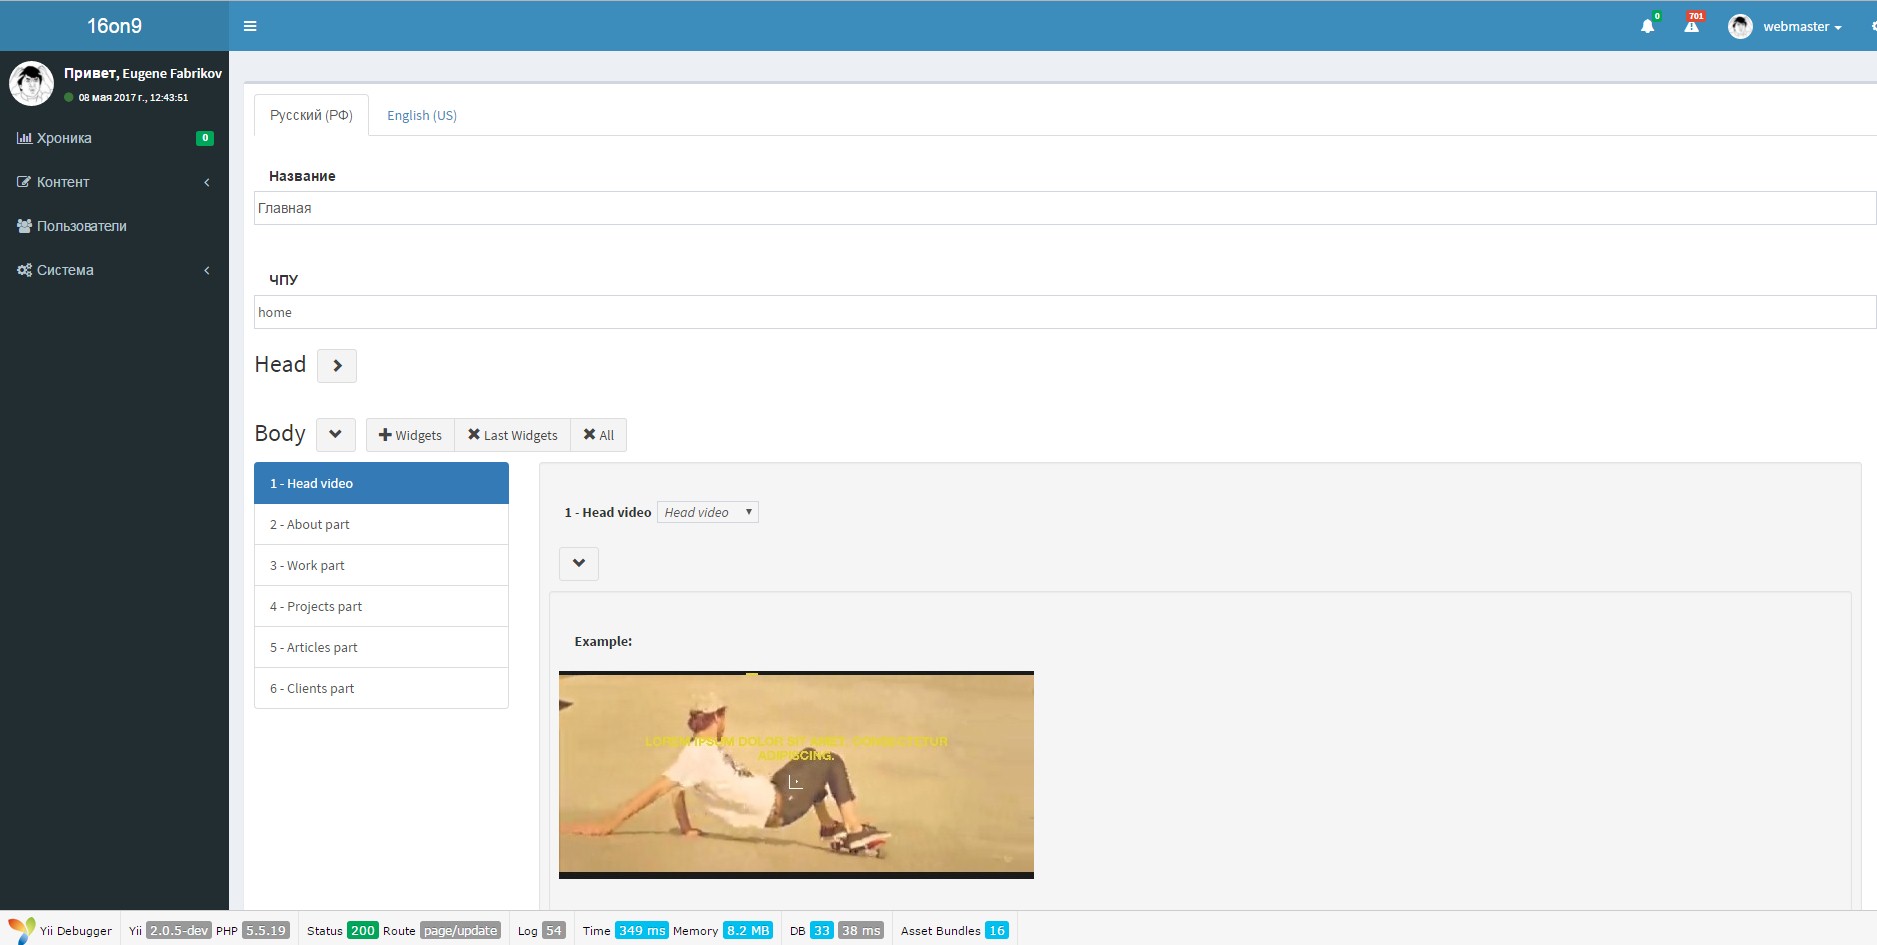 16on9
0
701
webmaster
Привет, Eugene Fabrikov
08 мая 2017 г., 12:43:51
Хроника 0
Контент
Пользователи
Система
Русский (РФ) English (US)
Название
Главная
ЧПУ
home
Head
Body Widgets Last Widgets All
1 - Head video
2 - About part
3 - Work part
4 - Projects part
5 - Articles part
6 - Clients part
1 - Head video Head video
Example:
LOREM IPSUM DOLOR SIT AMET, CONSECTETUR
ADIPISCING.
Yii Debugger Yii 2.0.5-dev PHP 5.5.19 Status 200 Route page/update Log 54 Time 349 ms Memory 8.2 MB DB 33 38 ms Asset Bundles 16